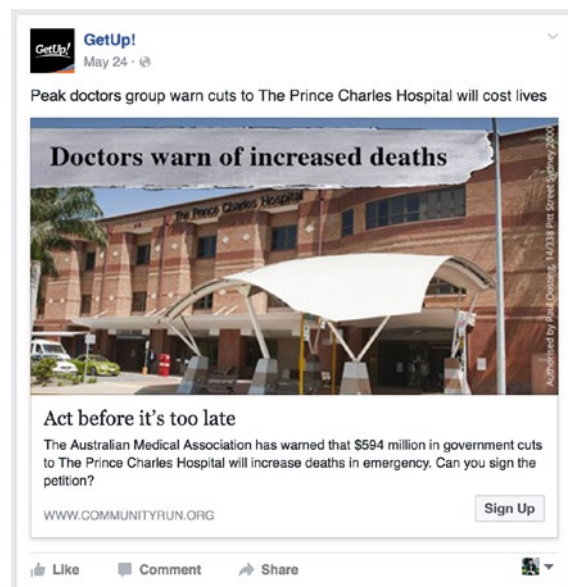 GetUp!
GetUp!
May 24 ·
Peak doctors group warn cuts to The Prince Charles Hospital will cost lives
Doctors warn of increased deaths
The Prince Charles Hospital
Authorised by Paul Oosting, 14/338 Pitt Street Sydney 2000
Act before it's too late
The Australian Medical Association has warned that $594 million in government cuts
to The Prince Charles Hospital will increase deaths in emergency. Can you sign the
petition?
WWW.COMMUNITYRUN.ORG
Sign Up
Like Comment Share